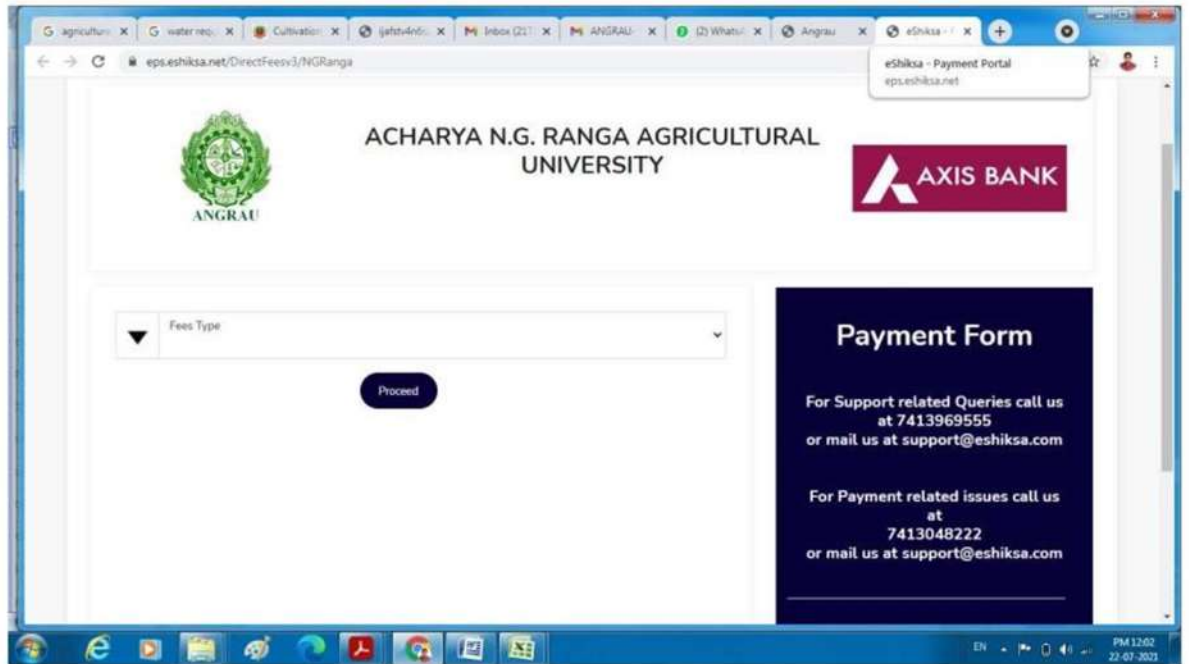 agricultur
water req
Cultivation
Inbox (217
ANGRAU-
(2) Whats
Angrau
eShiksa -
eps.eshiksa.net/DirectFeesv3/NGRanga
eShiksa - Payment Portal
eps.eshiksa.net
ANGRAU
ACHARYA N.G. RANGA AGRICULTURAL
UNIVERSITY
AXIS BANK
Fees Type
Proceed
Payment Form
For Support related Queries call us
at 7413969555
or mail us at support@eshiksa.com
For Payment related issues call us
at
7413048222
or mail us at support@eshiksa.com
EN
PM 12:02
22-07-2021